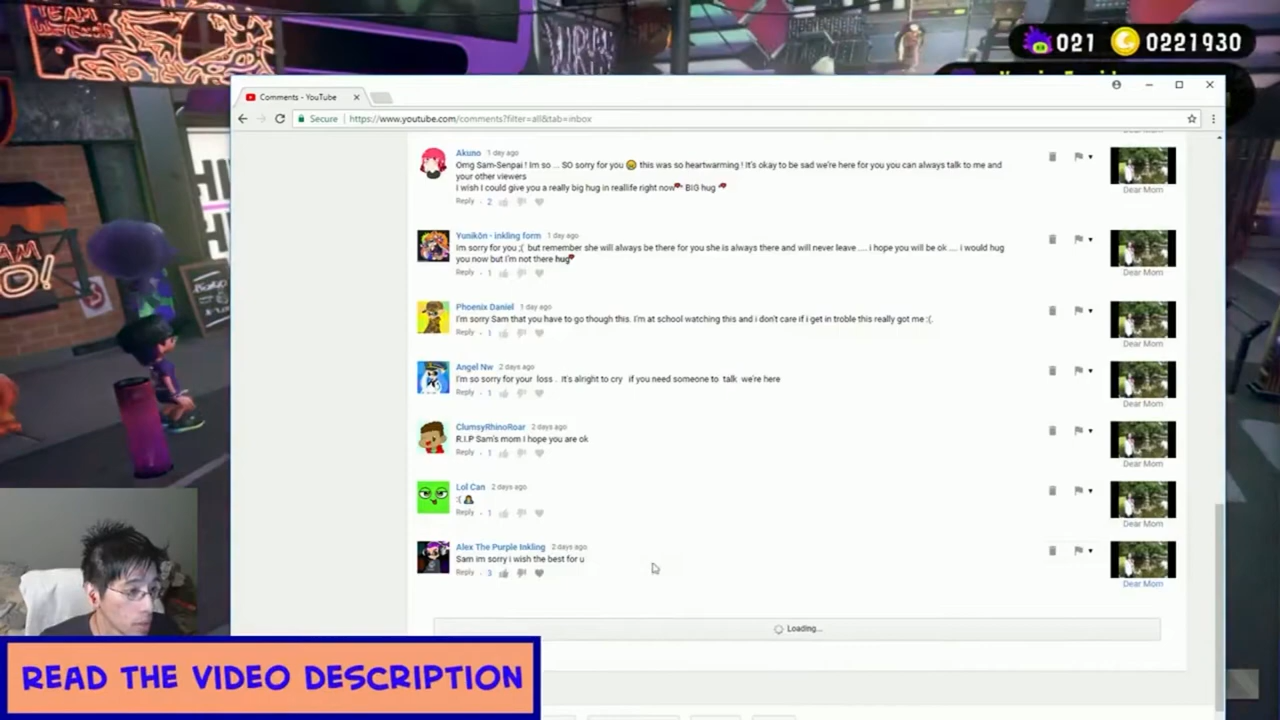 021 0221930
Comments - YouTube
Secure https://www.youtube.com/comments?filter=all&tab=inbox
Akuno 1 day ago
Omg Sam-Senpai ! Im so ... SO sorry for you 😢 this was so heartwarming ! It's okay to be sad we're here for you you can always talk to me and
your other viewers
I wish I could give you a really big hug in reallife right now BIG hug
Reply · 2
Dear Mom
Yunikōn - inkling form 1 day ago
Im sorry for you ;( but remember she will always be there for you she is always there and will never leave .... i hope you will be ok .... i would hug
you now but I'm not there hug
Reply · 1
Dear Mom
Phoenix Daniel 1 day ago
I'm sorry Sam that you have to go though this. I'm at school watching this and i don't care if i get in troble this really got me :(.
Reply · 1
Dear Mom
Angel Nw 2 days ago
I'm so sorry for your loss . It's alright to cry if you need someone to talk we're here
Reply · 1
Dear Mom
ClumsyRhinoRoar 2 days ago
R.I.P Sam's mom I hope you are ok
Reply · 1
Dear Mom
Lol Can 2 days ago
:(
Reply · 1
Dear Mom
Alex The Purple Inkling 2 days ago
Sam im sorry i wish the best for u
Reply · 3
Dear Mom
Loading...
READ THE VIDEO DESCRIPTION